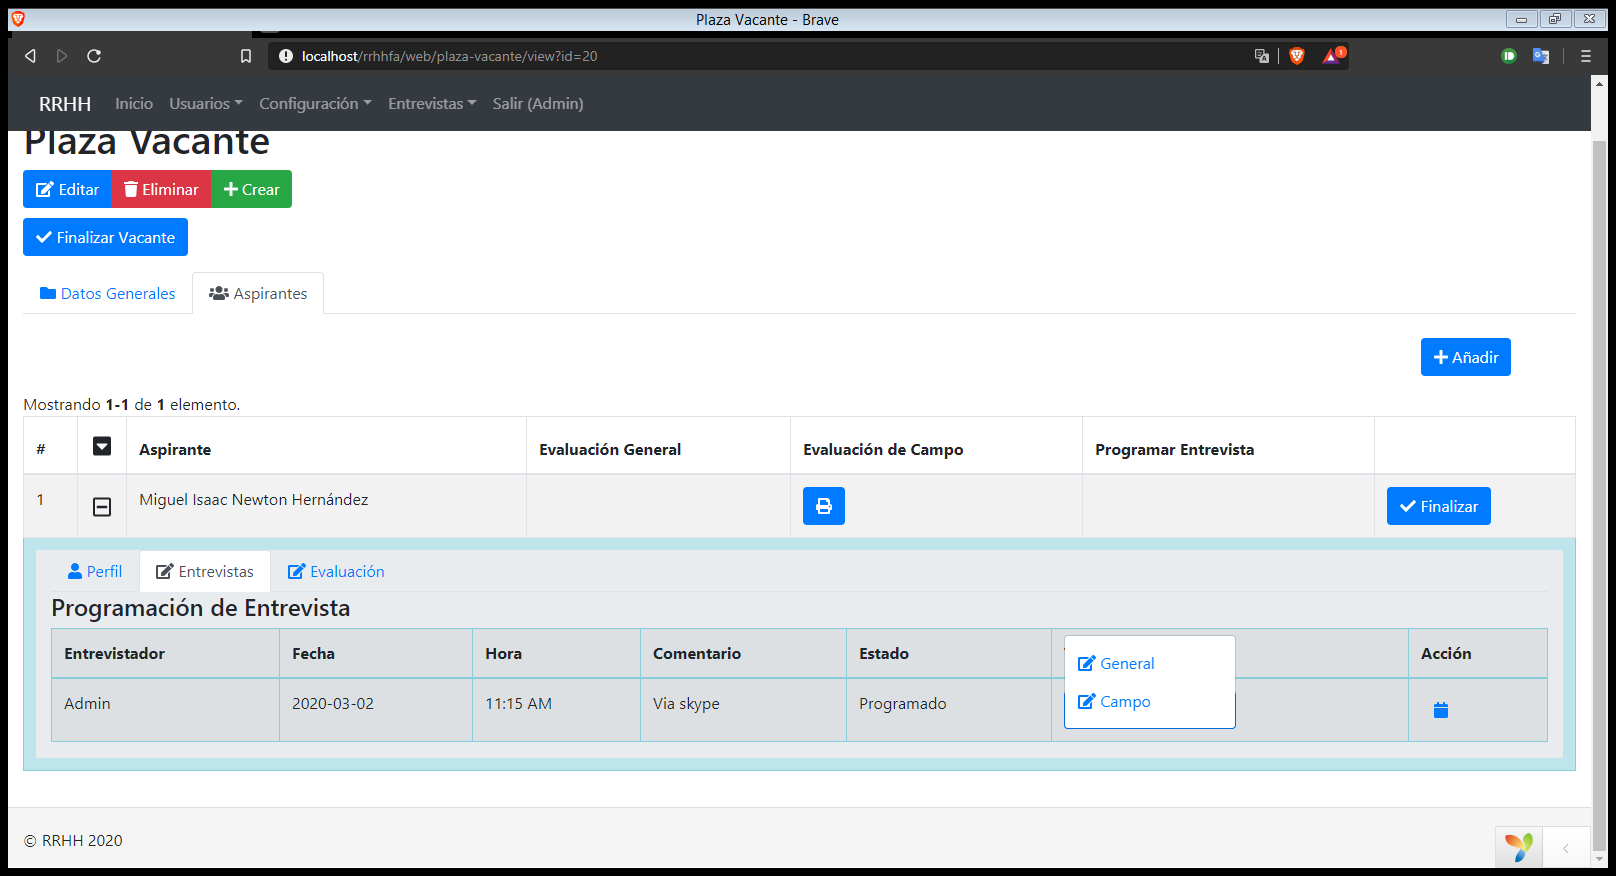 Plaza Vacante - Brave
localhost/rrhhfa/web/plaza-vacante/view?id=20
1
RRHH Inicio Usuarios Configuración Entrevistas Salir (Admin)
Plaza Vacante
Editar Eliminar Crear
Finalizar Vacante
Datos Generales Aspirantes
Añadir
Mostrando 1-1 de 1 elemento.
# Aspirante Evaluación General Evaluación de Campo Programar Entrevista
1 Miguel Isaac Newton Hernández Finalizar
Perfil Entrevistas Evaluación
Programación de Entrevista
Entrevistador Fecha Hora Comentario Estado Acción
General
Admin 2020-03-02 11:15 AM Via skype Programado
Campo
© RRHH 2020